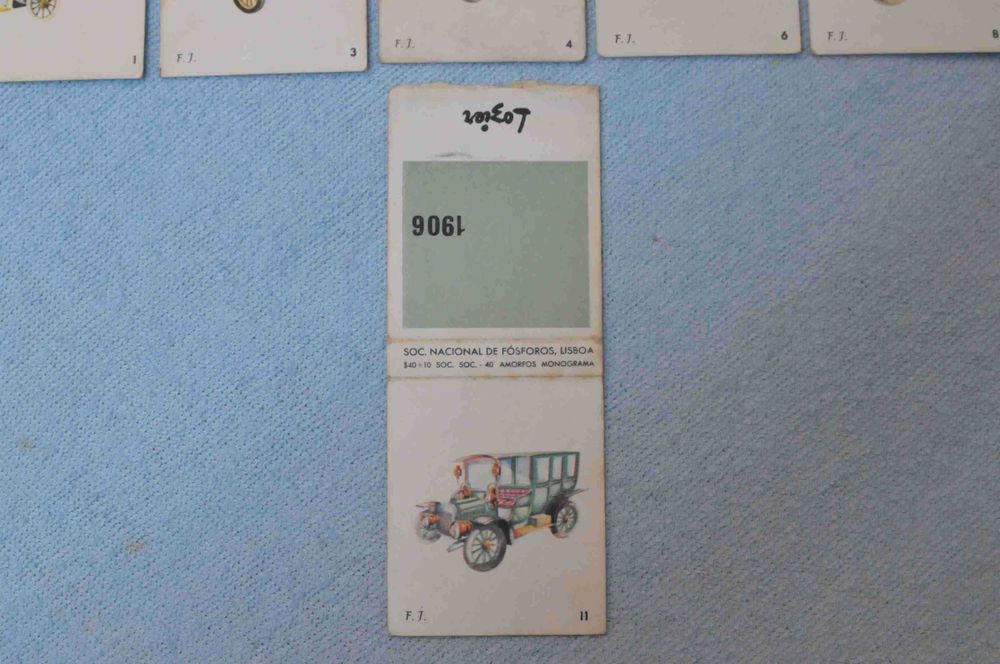 1
F. J. 3
F. J. 4
F. J. 6
F. J. 8
Lozier
1906
SOC. NACIONAL DE FÓSFOROS, LISBOA
$40+10 SOC. SOC. - 40 AMORFOS MONOGRAMA
F. J. 11